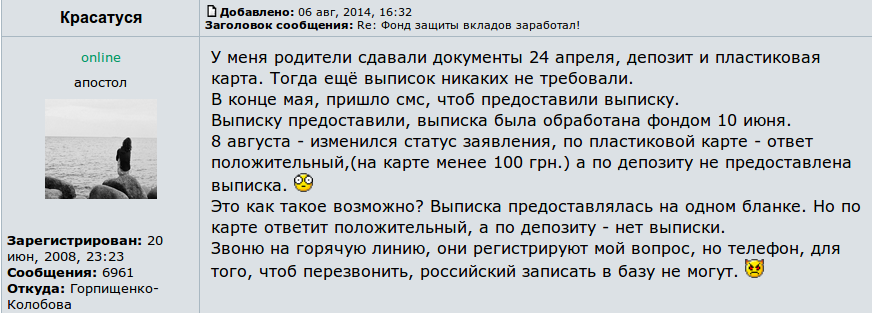 Красатуся
Добавлено: 06 авг, 2014, 16:32
Заголовок сообщения: Re: Фонд защиты вкладов заработал!
online
апостол
Зарегистрирован: 20
июн, 2008, 23:23
Сообщения: 6961
Откуда: Горпищенко-
Колобова
У меня родители сдавали документы 24 апреля, депозит и пластиковая
карта. Тогда ещё выписок никаких не требовали.
В конце мая, пришло смс, чтоб предоставили выписку.
Выписку предоставили, выписка была обработана фондом 10 июня.
8 августа - изменился статус заявления, по пластиковой карте - ответ
положительный,(на карте менее 100 грн.) а по депозиту не предоставлена
выписка.
Это как такое возможно? Выписка предоставлялась на одном бланке. Но по
карте ответит положительный, а по депозиту - нет выписки.
Звоню на горячую линию, они регистрируют мой вопрос, но телефон, для
того, чтоб перезвонить, российский записать в базу не могут.